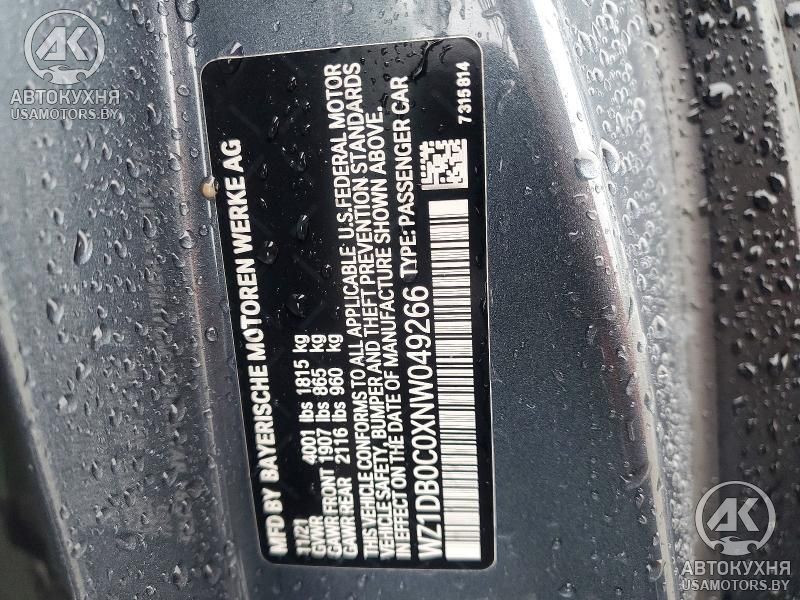 MFD BY BAYERISCHE MOTOREN WERKE AG
11/21
GVWR 4001 lbs 1815 kg
GAWR FRONT 1907 lbs 865 kg
GAWR REAR 2116 lbs 960 kg
THIS VEHICLE CONFORMS TO ALL APPLICABLE U.S.FEDERAL MOTOR
VEHICLE SAFETY, BUMPER AND THEFT PREVENTION STANDARDS
IN EFFECT ON THE DATE OF MANUFACTURE SHOWN ABOVE.
WZ1DB0C0XNW049266 TYPE: PASSENGER CAR
7315614
АК
АВТОКУХНЯ
USAMOTORS.BY
АК
АВТОКУХНЯ
USAMOTORS.BY